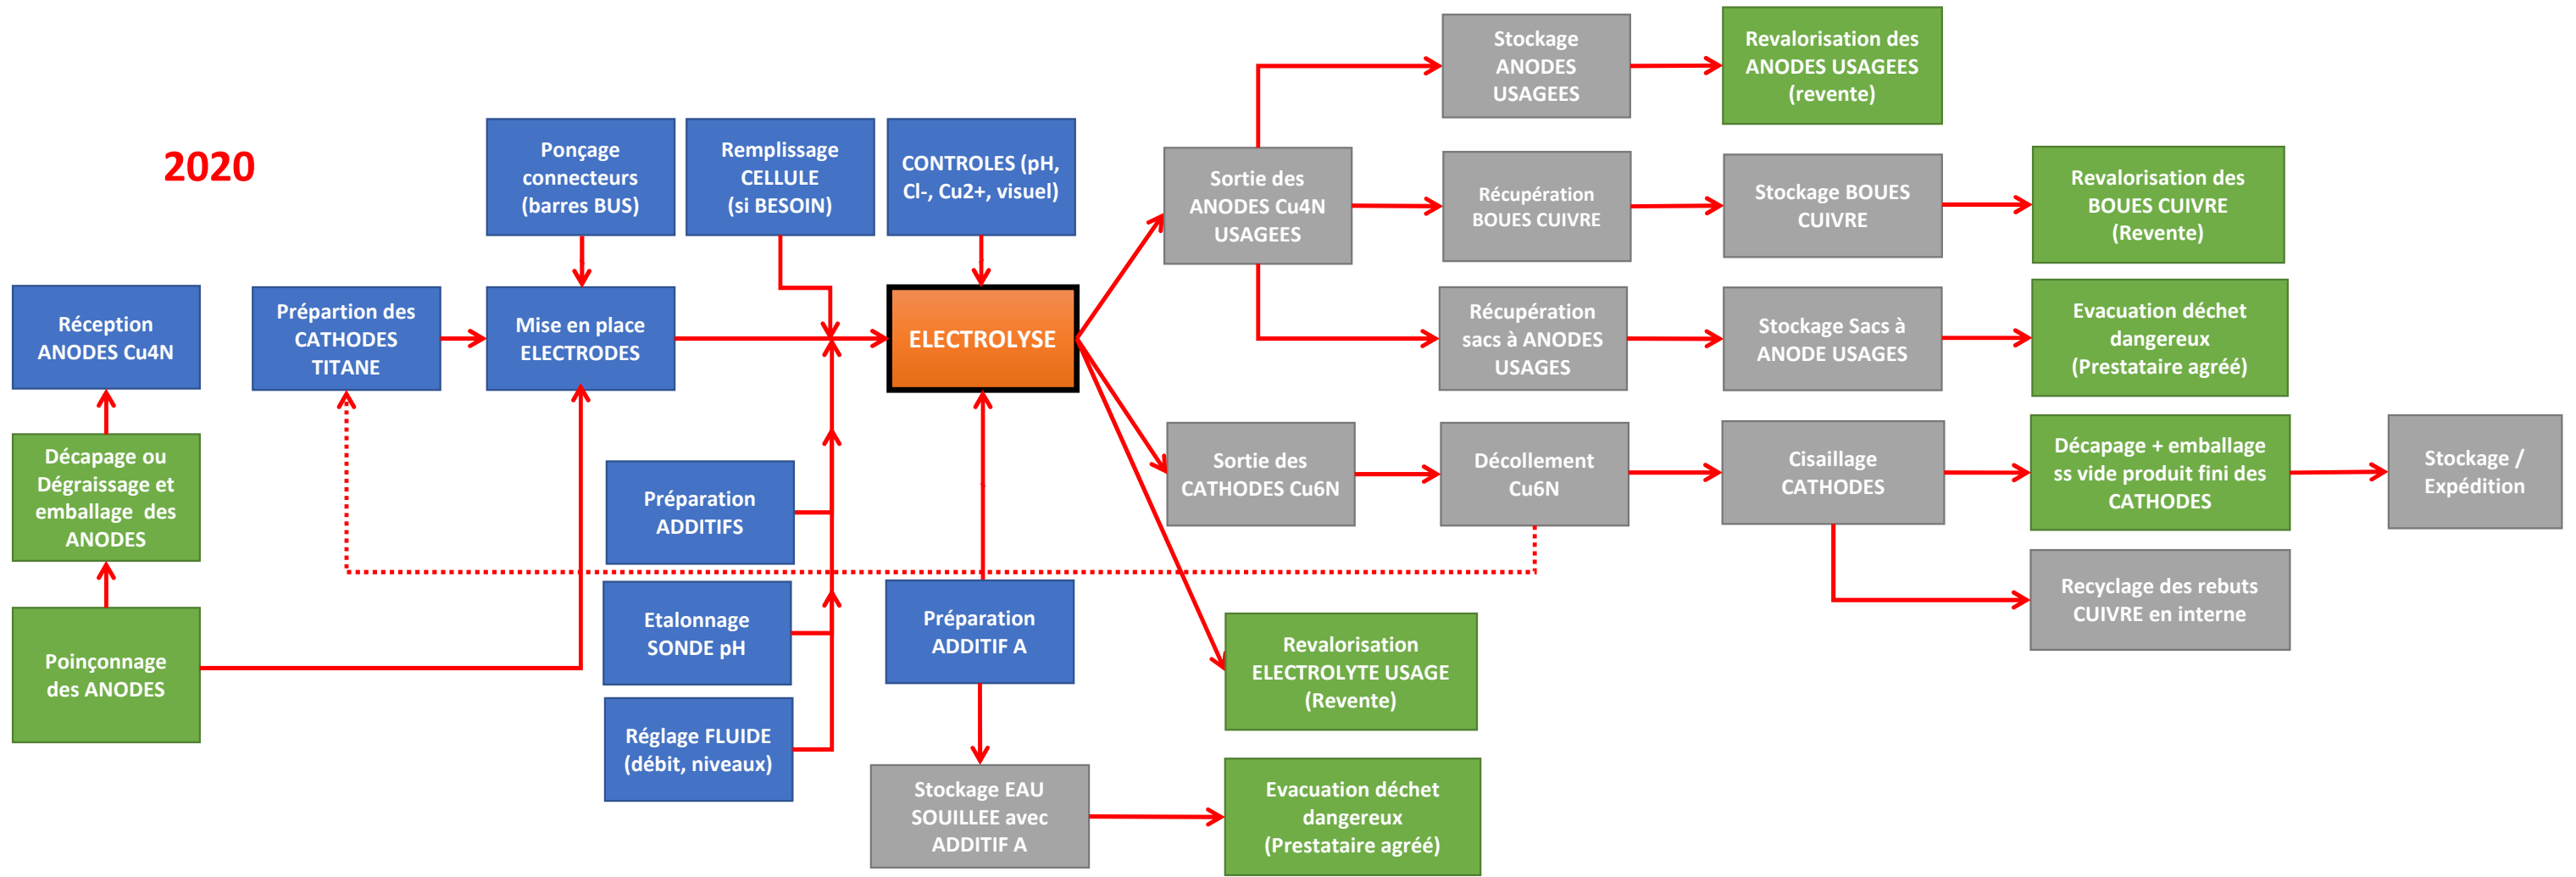 2020
Réception
ANODES Cu4N
Décapage ou
Dégraissage et
emballage des
ANODES
Poinçonnage
des ANODES
Prépartion des
CATHODES
TITANE
Ponçage
connecteurs
(barres BUS)
Mise en place
ELECTRODES
Remplissage
CELLULE
(si BESOIN)
CONTROLES (pH,
Cl-, Cu2+, visuel)
ELECTROLYSE
Préparation
ADDITIFS
Etalonnage
SONDE pH
Réglage FLUIDE
(débit, niveaux)
Préparation
ADDITIF A
Stockage EAU
SOUILLEE avec
ADDITIF A
Evacuation déchet
dangereux
(Prestataire agréé)
Sortie des
ANODES Cu4N
USAGEES
Stockage
ANODES
USAGEES
Revalorisation des
ANODES USAGEES
(revente)
Récupération
BOUES CUIVRE
Stockage BOUES
CUIVRE
Revalorisation des
BOUES CUIVRE
(Revente)
Récupération
sacs à ANODES
USAGES
Stockage Sacs à
ANODE USAGES
Evacuation déchet
dangereux
(Prestataire agréé)
Sortie des
CATHODES Cu6N
Décollement
Cu6N
Cisaillage
CATHODES
Décapage + emballage
ss vide produit fini des
CATHODES
Stockage /
Expédition
Recyclage des rebuts
CUIVRE en interne
Revalorisation
ELECTROLYTE USAGE
(Revente)